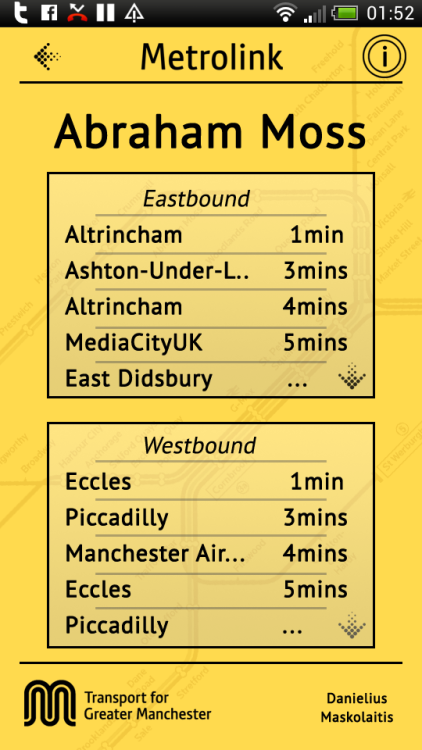 01:52
Metrolink
i
Abraham Moss
Eastbound
Altrincham 1min
Ashton-Under-L.. 3mins
Altrincham 4mins
MediaCityUK 5mins
East Didsbury ...
Westbound
Eccles 1min
Piccadilly 3mins
Manchester Air... 4mins
Eccles 5mins
Piccadilly ...
Transport for
Greater Manchester
Danielius
Maskolaitis